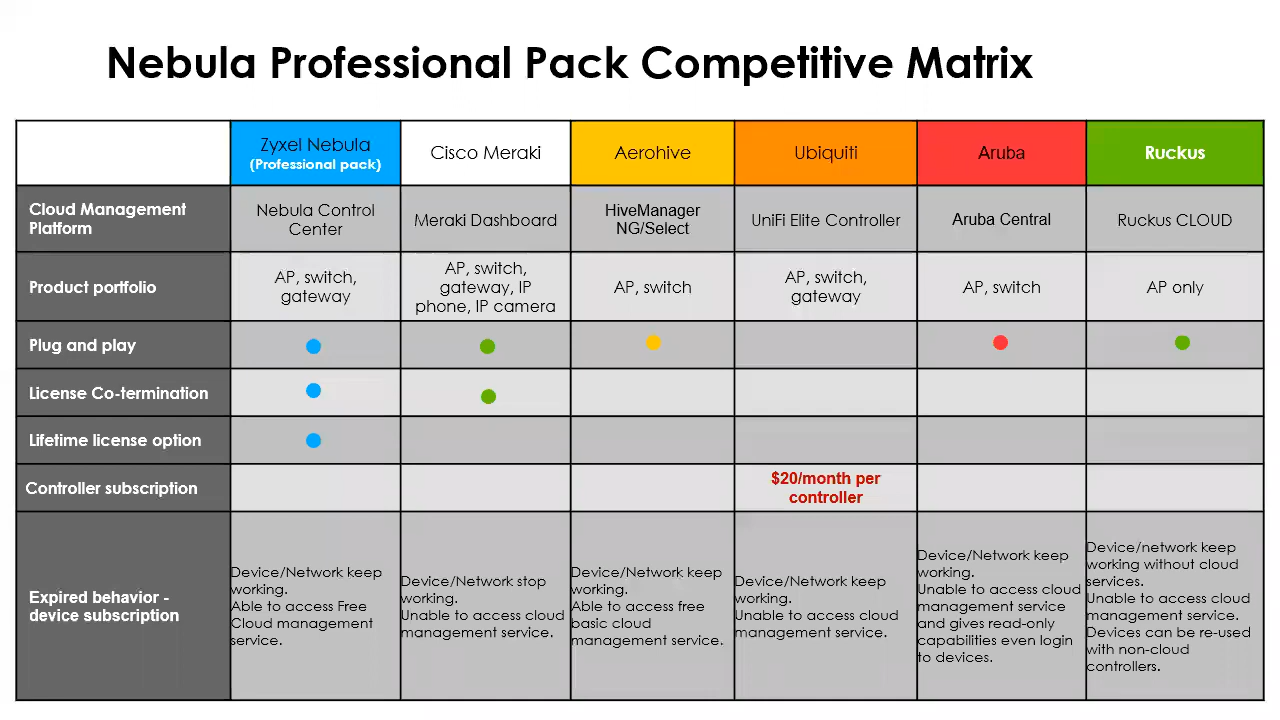 Nebula Professional Pack Competitive Matrix
Zyxel Nebula
(Professional pack)
Cisco Meraki
Aerohive
Ubiquiti
Aruba
Ruckus
Cloud Management
Platform
Nebula Control
Center
Meraki Dashboard
HiveManager
NG/Select
UniFi Elite Controller
Aruba Central
Ruckus CLOUD
Product portfolio
AP, switch,
gateway
AP, switch,
gateway, IP
phone, IP camera
AP, switch
AP, switch,
gateway
AP, switch
AP only
Plug and play
License Co-termination
Lifetime license option
Controller subscription
$20/month per
controller
Expired behavior -
device subscription
Device/Network keep
working.
Able to access Free
Cloud management
service.
Device/Network stop
working.
Unable to access cloud
management service.
Device/Network keep
working.
Able to access free
basic cloud
management service.
Device/Network keep
working.
Unable to access cloud
management service.
Device/Network keep
working.
Unable to access cloud
management service
and gives read-only
capabilities even login
to devices.
Device/network keep
working without cloud
services.
Unable to access cloud
management service.
Devices can be re-used
with non-cloud
controllers.